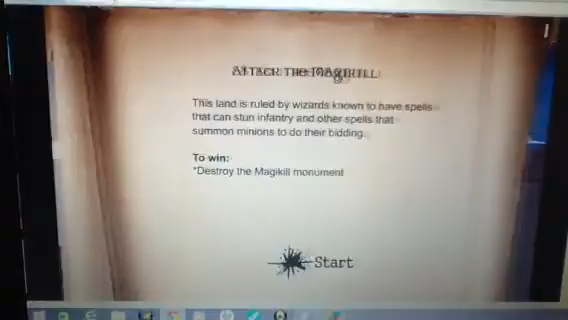 ATTACK THE MAGIKILL
This land is ruled by wizards known to have spells
that can stun infantry and other spells that
summon minions to do their bidding.
To win:
*Destroy the Magikill monument
Start